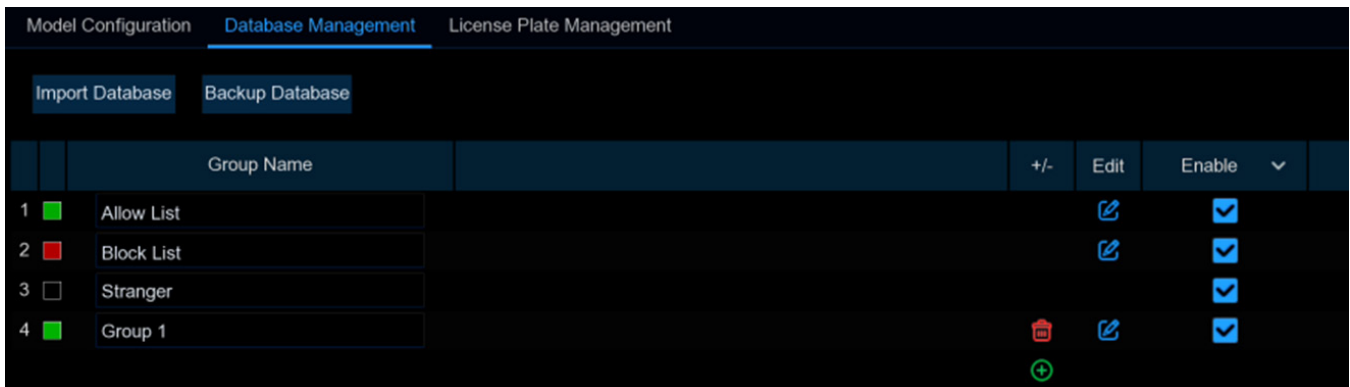 Model Configuration Database Management License Plate Management
Import Database Backup Database
Group Name +/- Edit Enable
1 Allow List
2 Block List
3 Stranger
4 Group 1